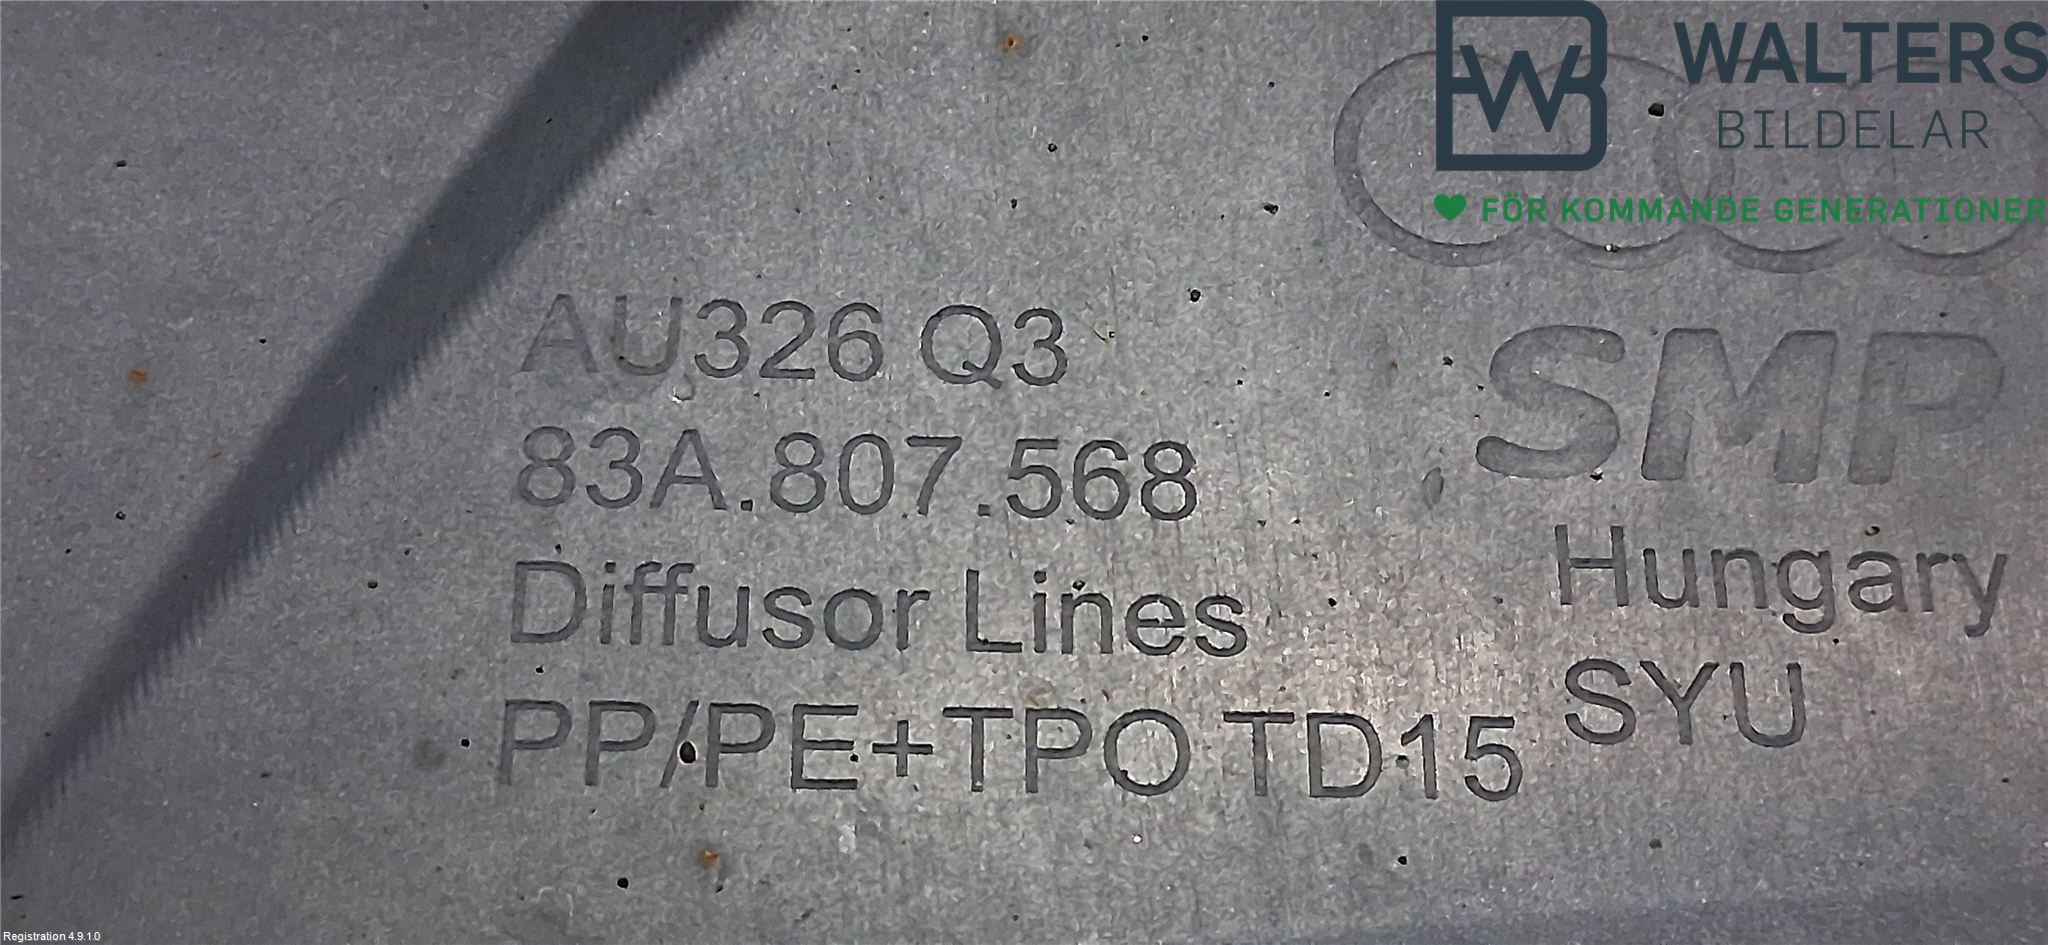 WALTERS
BILDELAR
FÖR KOMMANDE GENERATIONER
AU326 Q3
83A.807.568
Diffusor Lines
PP/PE+TPO TD15
SMP
Hungary
SYU
Registration 4.9.1.0